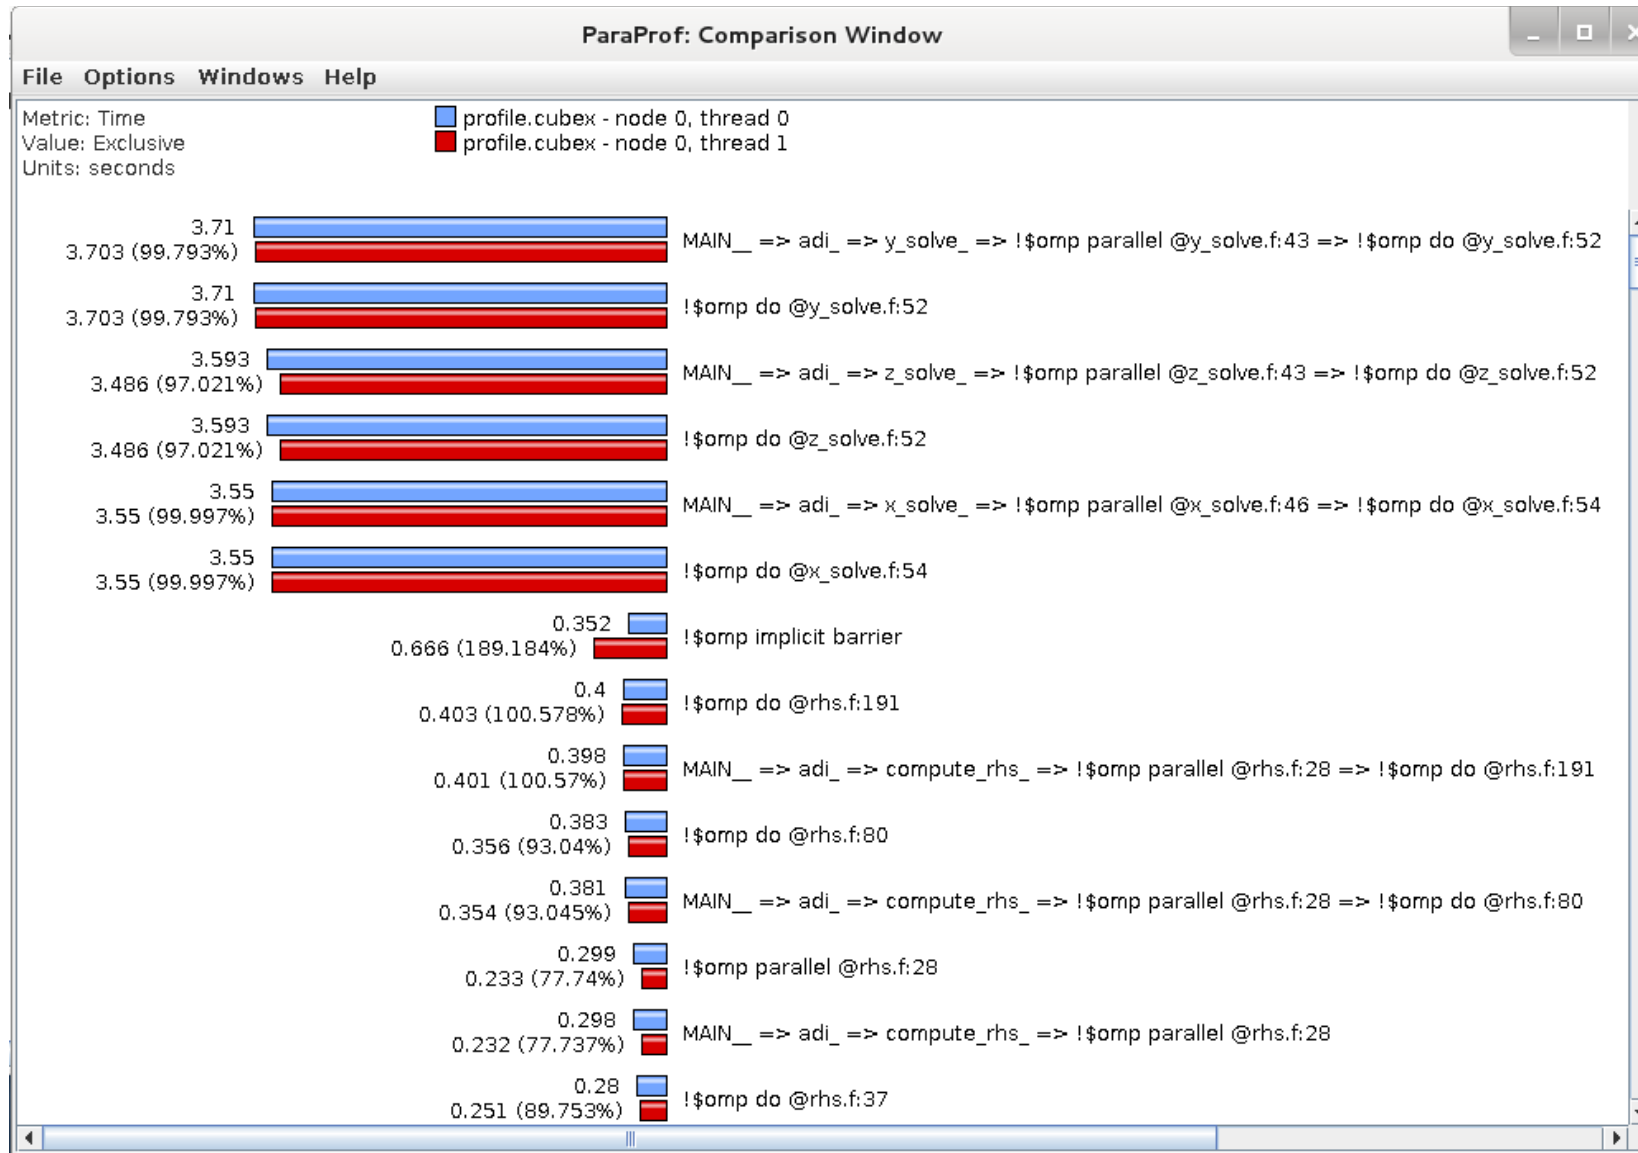 ParaProf: Comparison Window
File Options Windows Help
Metric: Time
Value: Exclusive
Units: seconds
profile.cubex - node 0, thread 0
profile.cubex - node 0, thread 1
3.71
3.703 (99.793%)
MAIN__ => adi_ => y_solve_ => !$omp parallel @y_solve.f:43 => !$omp do @y_solve.f:52
3.71
3.703 (99.793%)
!$omp do @y_solve.f:52
3.593
3.486 (97.021%)
MAIN__ => adi_ => z_solve_ => !$omp parallel @z_solve.f:43 => !$omp do @z_solve.f:52
3.593
3.486 (97.021%)
!$omp do @z_solve.f:52
3.55
3.55 (99.997%)
MAIN__ => adi_ => x_solve_ => !$omp parallel @x_solve.f:46 => !$omp do @x_solve.f:54
3.55
3.55 (99.997%)
!$omp do @x_solve.f:54
0.352
0.666 (189.184%)
!$omp implicit barrier
0.4
0.403 (100.578%)
!$omp do @rhs.f:191
0.398
0.401 (100.57%)
MAIN__ => adi_ => compute_rhs_ => !$omp parallel @rhs.f:28 => !$omp do @rhs.f:191
0.383
0.356 (93.04%)
!$omp do @rhs.f:80
0.381
0.354 (93.045%)
MAIN__ => adi_ => compute_rhs_ => !$omp parallel @rhs.f:28 => !$omp do @rhs.f:80
0.299
0.233 (77.74%)
!$omp parallel @rhs.f:28
0.298
0.232 (77.737%)
MAIN__ => adi_ => compute_rhs_ => !$omp parallel @rhs.f:28
0.28
0.251 (89.753%)
!$omp do @rhs.f:37